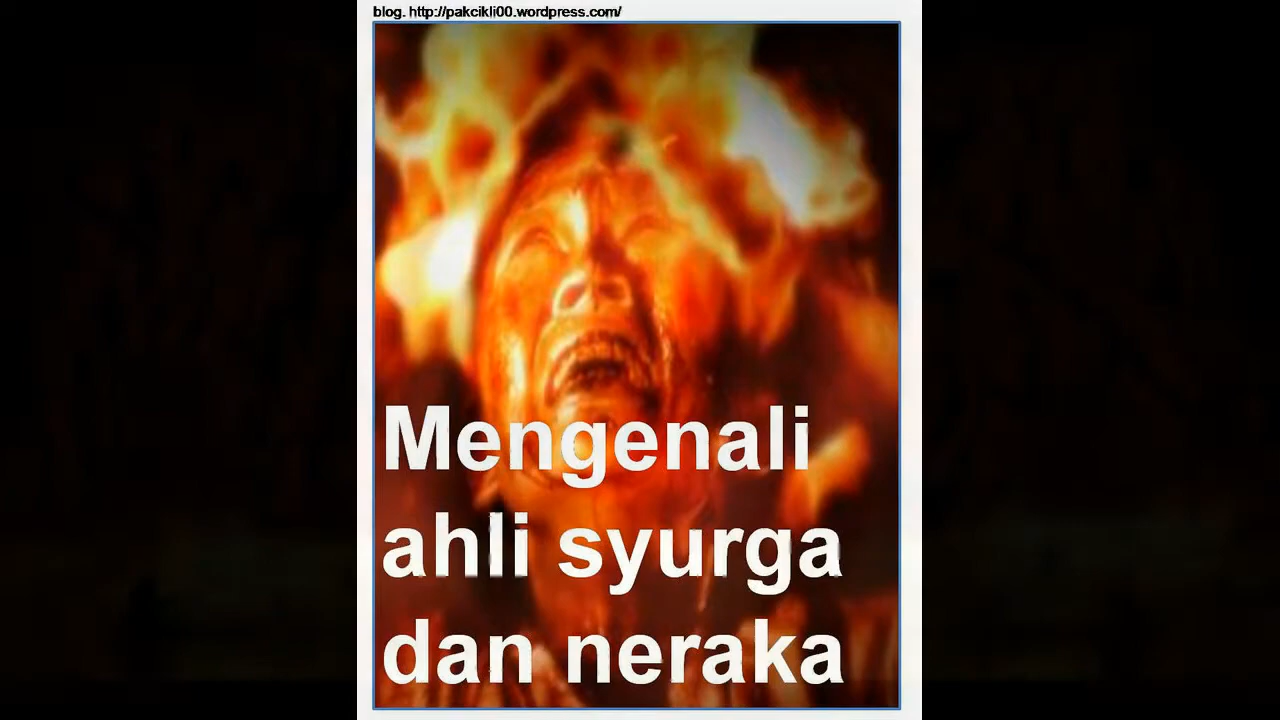 blog. http://pakcikli00.wordpress.com/
Mengenali
ahli syurga
dan neraka